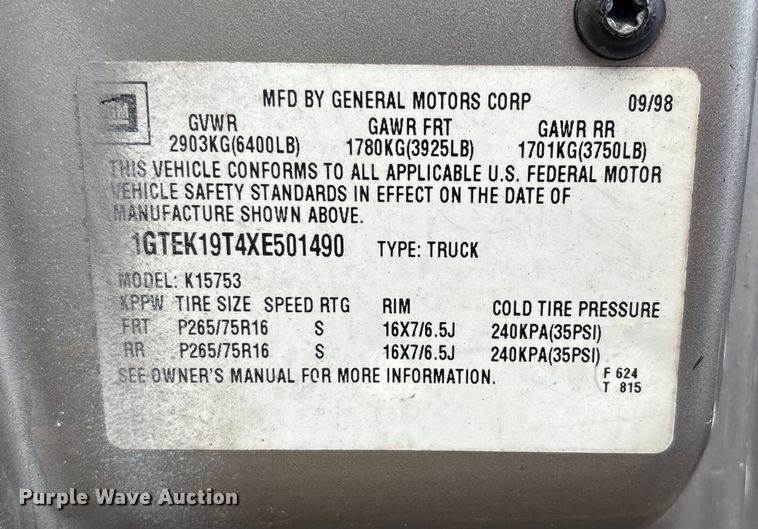 GM
MFD BY GENERAL MOTORS CORP 09/98
GVWR GAWR FRT GAWR RR
2903KG(6400LB) 1780KG(3925LB) 1701KG(3750LB)
THIS VEHICLE CONFORMS TO ALL APPLICABLE U.S. FEDERAL MOTOR
VEHICLE SAFETY STANDARDS IN EFFECT ON THE DATE OF
MANUFACTURE SHOWN ABOVE.
1GTEK19T4XE501490 TYPE: TRUCK
MODEL: K15753
KPPW TIRE SIZE SPEED RTG RIM COLD TIRE PRESSURE
FRT P265/75R16 S 16X7/6.5J 240KPA(35PSI)
RR P265/75R16 S 16X7/6.5J 240KPA(35PSI)
SEE OWNER'S MANUAL FOR MORE INFORMATION.
F 624
T 815
Purple Wave Auction